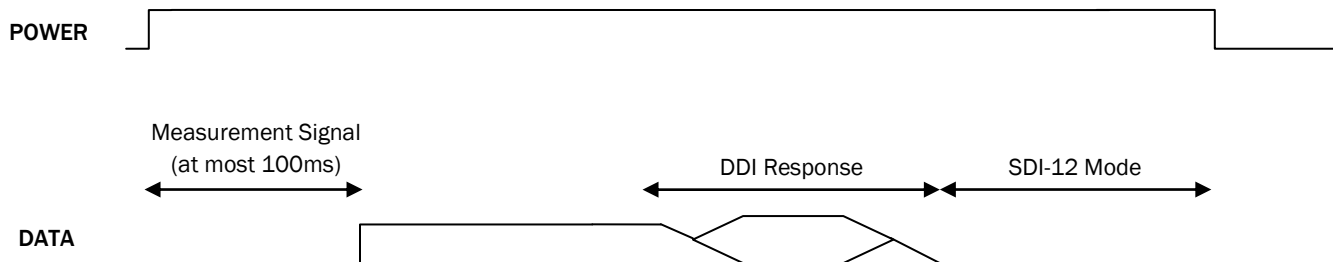 POWER
Measurement Signal
(at most 100ms)
DDI Response
SDI-12 Mode
DATA